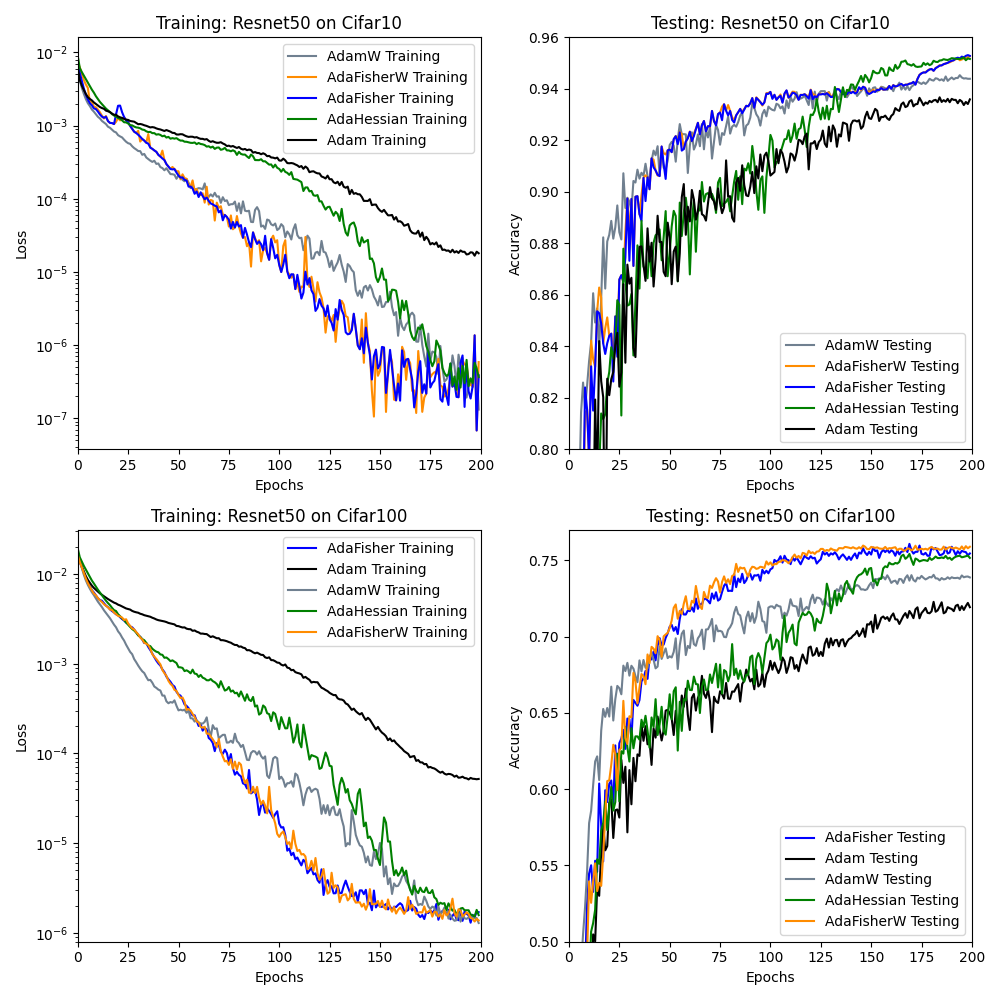 Training: Resnet50 on Cifar10
10⁻²
10⁻³
10⁻⁴
10⁻⁵
10⁻⁶
10⁻⁷
Loss
0 25 50 75 100 125 150 175 200
Epochs
AdamW Training
AdaFisherW Training
AdaFisher Training
AdaHessian Training
Adam Training
Testing: Resnet50 on Cifar10
0.96
0.94
0.92
0.90
0.88
0.86
0.84
0.82
0.80
Accuracy
0 25 50 75 100 125 150 175 200
Epochs
AdamW Testing
AdaFisherW Testing
AdaFisher Testing
AdaHessian Testing
Adam Testing
Training: Resnet50 on Cifar100
10⁻²
10⁻³
10⁻⁴
10⁻⁵
10⁻⁶
Loss
0 25 50 75 100 125 150 175 200
Epochs
AdaFisher Training
Adam Training
AdamW Training
AdaHessian Training
AdaFisherW Training
Testing: Resnet50 on Cifar100
0.75
0.70
0.65
0.60
0.55
0.50
Accuracy
0 25 50 75 100 125 150 175 200
Epochs
AdaFisher Testing
Adam Testing
AdamW Testing
AdaHessian Testing
AdaFisherW Testing